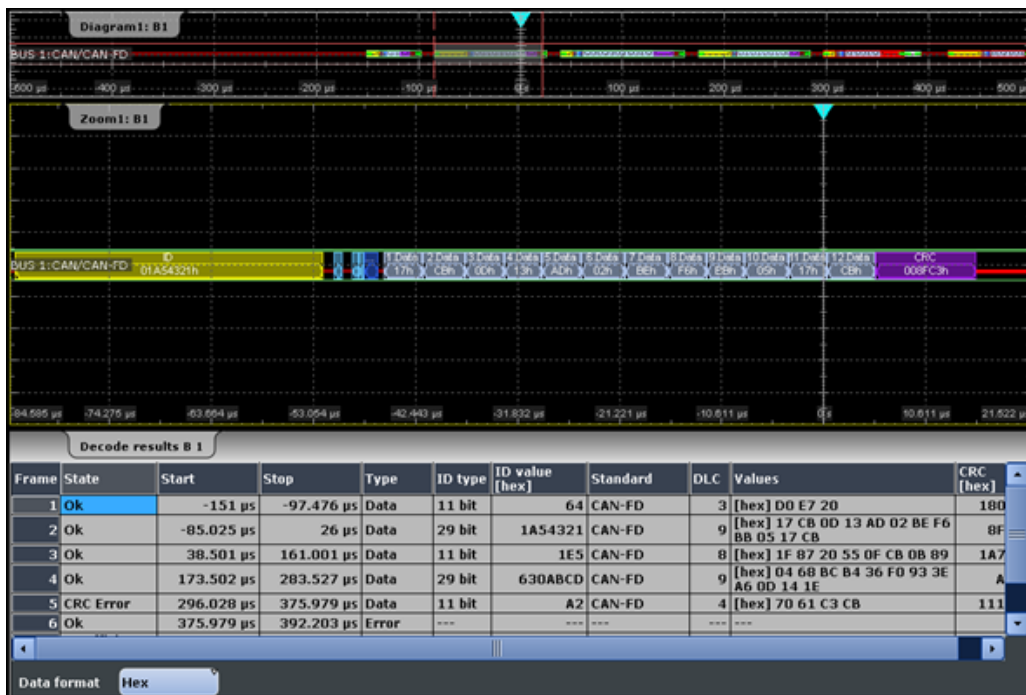 Diagram1: B1
BUS 1:CAN/CAN-FD
-400 µs -300 µs -200 µs -100 µs 0 s 100 µs 200 µs 300 µs 400 µs
Zoom1: B1
ID 1.Data 2.Data 3.Data 4.Data 5.Data 6.Data 7.Data 8.Data 9.Data 10.Data 11.Data 12.Data CRC
BUS 1:CAN/CAN-FD 01A54321h 17h CBh 0Dh 13h ADh 02h BEh F6h BBh 05h 17h CBh 008FC3h
-84.585 µs -74.275 µs -63.664 µs -53.054 µs -42.443 µs -31.832 µs -21.221 µs -10.611 µs 0 s 10.611 µs 21.522 µs
Decode results B 1
Frame State Start Stop Type ID type ID value [hex] Standard DLC Values CRC [hex]
1 Ok -151 µs -97.476 µs Data 11 bit 64 CAN-FD 3 [hex] D0 E7 20 180
2 Ok -85.025 µs 26 µs Data 29 bit 1A54321 CAN-FD 9 [hex] 17 CB 0D 13 AD 02 BE F6 8F
BB 05 17 CB
3 Ok 38.501 µs 161.001 µs Data 11 bit 1E5 CAN-FD 8 [hex] 1F 87 20 55 0F CB 0B 89 1A7
4 Ok 173.502 µs 283.527 µs Data 29 bit 630ABCD CAN-FD 9 [hex] 04 68 BC B4 36 F0 93 3E A
A6 0D 14 1E
5 CRC Error 296.028 µs 375.979 µs Data 11 bit A2 CAN-FD 4 [hex] 70 61 C3 CB 111
6 Ok 375.979 µs 392.203 µs Error --- --- --- --- ---
Data format Hex